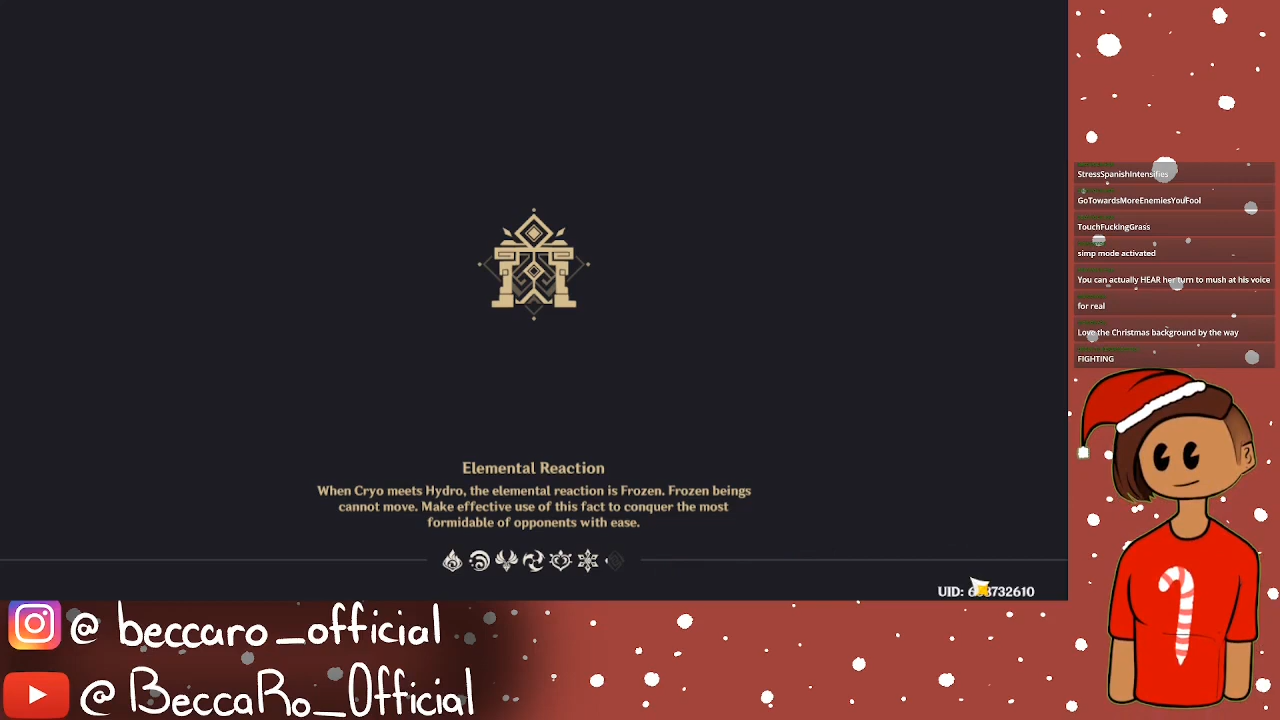 StressSpanishIntensifies
GoTowardsMoreEnemiesYouFool
TouchFuckingGrass
simp mode activated
You can actually HEAR her turn to mush at his voice
for real
Love the Christmas background by the way
FIGHTING
Elemental Reaction
When Cryo meets Hydro, the elemental reaction is Frozen. Frozen beings
cannot move. Make effective use of this fact to conquer the most
formidable of opponents with ease.
UID:
@ beccaro_official
@ BeccaRo_Official